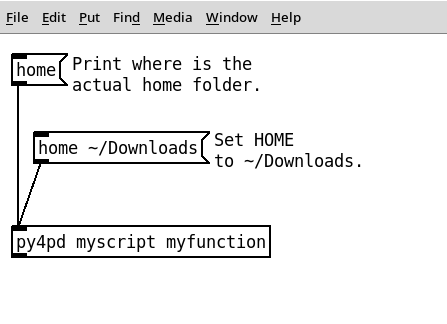 File Edit Put Find Media Window Help
home Print where is the
actual home folder.
home ~/Downloads Set HOME
to ~/Downloads.
py4pd myscript myfunction